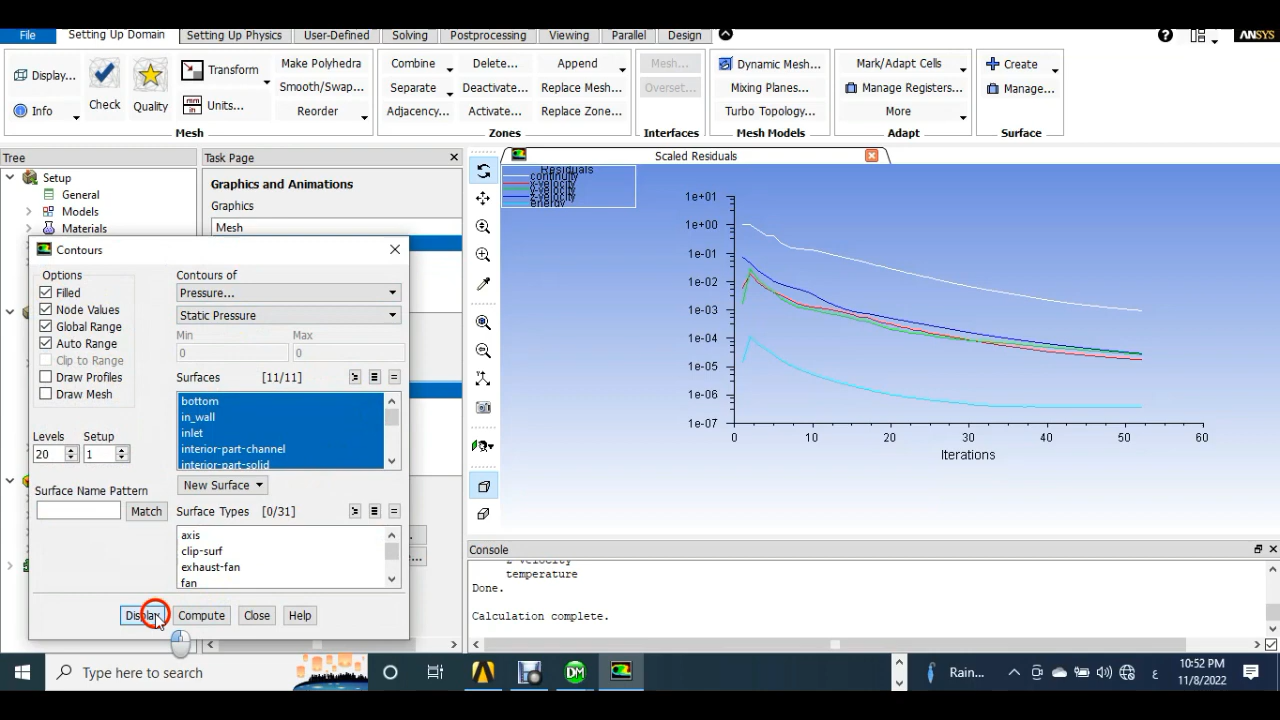 File
Setting Up Domain
Setting Up Physics
User-Defined
Solving
Postprocessing
Viewing
Parallel
Design
ANSYS
Display...
Info
Check
Quality
Transform
Units...
Make Polyhedra
Smooth/Swap...
Reorder
Mesh
Combine
Separate
Adjacency...
Delete...
Deactivate...
Activate...
Append
Replace Mesh...
Replace Zone...
Zones
Mesh...
Overset...
Interfaces
Dynamic Mesh...
Mixing Planes...
Turbo Topology...
Mesh Models
Mark/Adapt Cells
Manage Registers...
More
Adapt
Create
Manage...
Surface
Tree
Setup
General
Models
Materials
Task Page
Graphics and Animations
Graphics
Mesh
Contours
Options
Filled
Node Values
Global Range
Auto Range
Clip to Range
Draw Profiles
Draw Mesh
Levels
20
Setup
1
Surface Name Pattern
Match
Contours of
Pressure...
Static Pressure
Min
Max
0
0
Surfaces [11/11]
bottom
in_wall
inlet
interior-part-channel
interior-part-solid
New Surface
Surface Types [0/31]
axis
clip-surf
exhaust-fan
fan
Display
Compute
Close
Help
Scaled Residuals
Residuals
continuity
x-velocity
y-velocity
z-velocity
energy
1e+01
1e+00
1e-01
1e-02
1e-03
1e-04
1e-05
1e-06
1e-07
0
10
20
30
40
50
60
Iterations
Console
z-velocity
temperature
Done.
Calculation complete.
Type here to search
DM
Rain...
ع
10:52 PM
11/8/2022